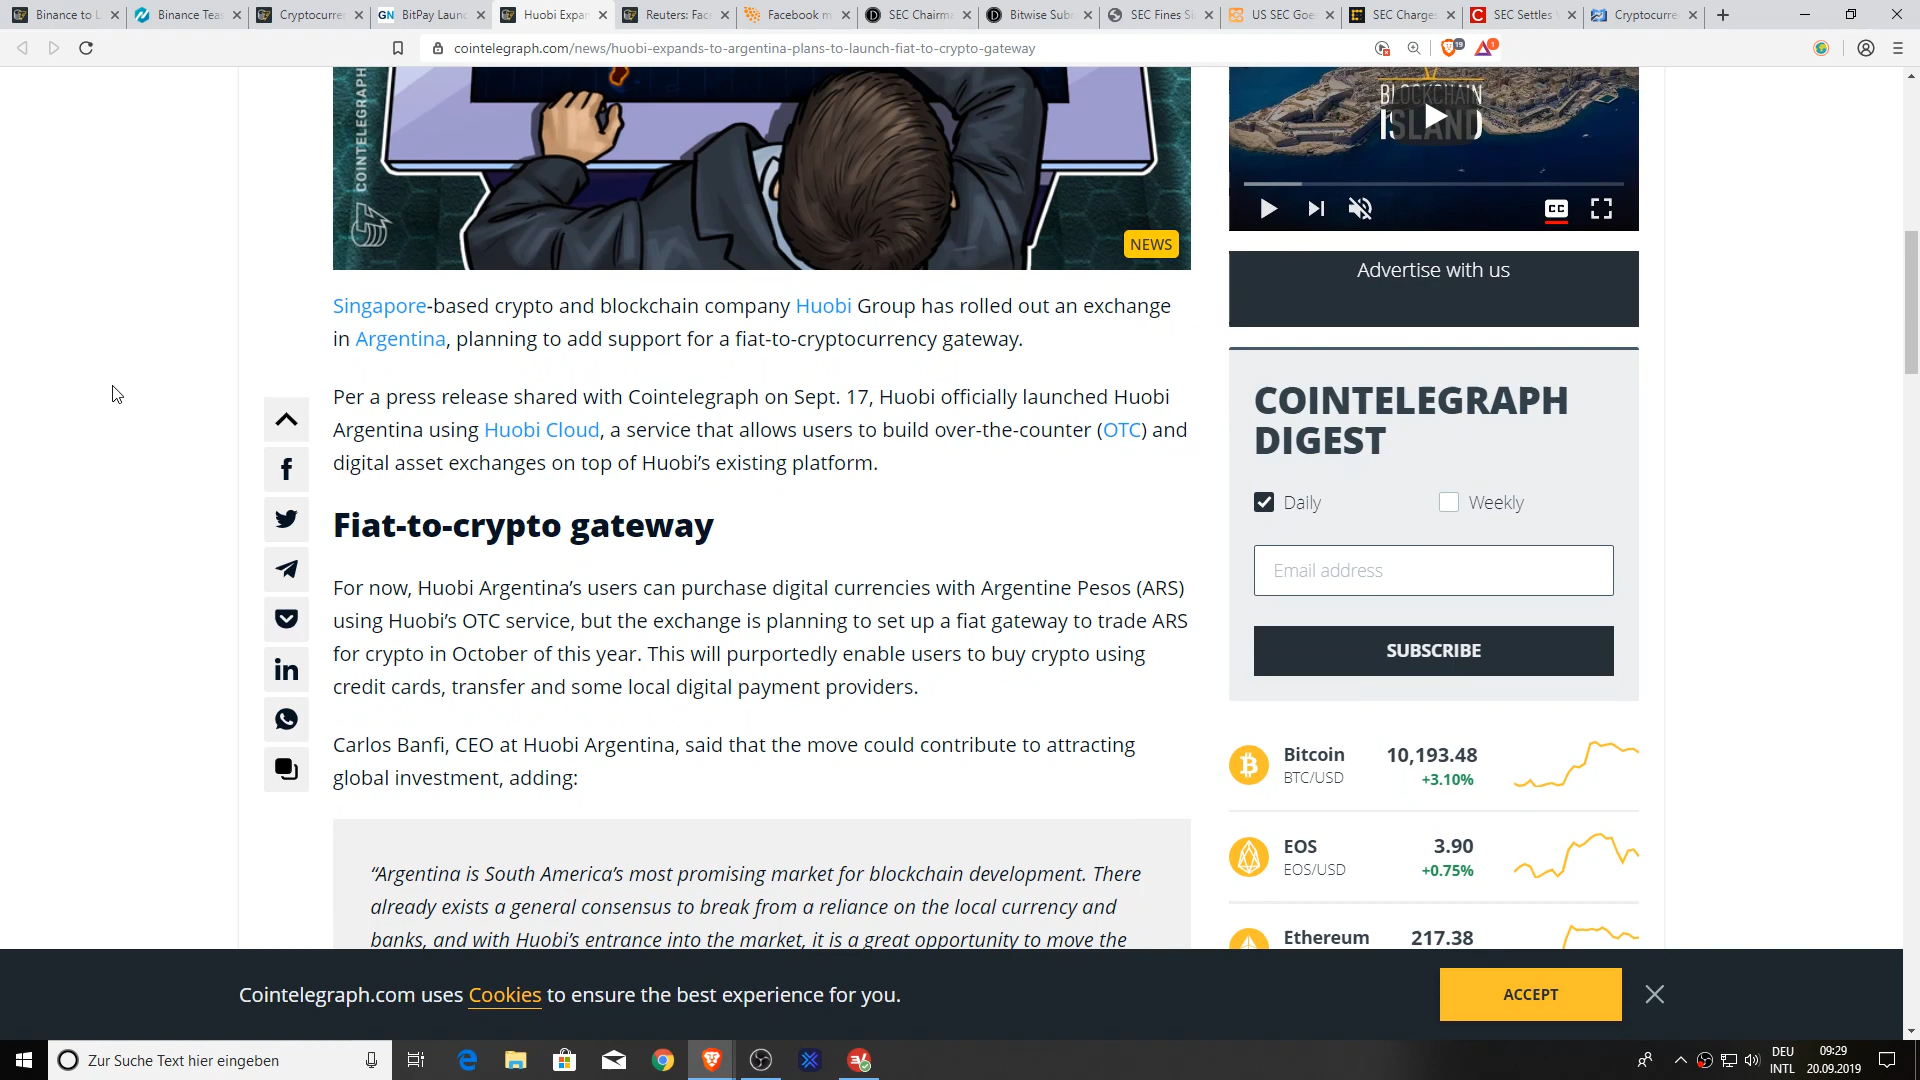 Binance to L
Binance Teas
Cryptocurre
BitPay Laun
Huobi Expan
Reuters: Fac
Facebook m
SEC Chairma
Bitwise Sub
SEC Fines Si
US SEC Goe
SEC Charges
SEC Settles
Cryptocurre
cointelegraph.com/news/huobi-expands-to-argentina-plans-to-launch-fiat-to-crypto-gateway
19
1
COINTELEGRAPH
NEWS
BLOCKCHAIN
ISLAND
CC
Advertise with us
Singapore-based crypto and blockchain company Huobi Group has rolled out an exchange
in Argentina, planning to add support for a fiat-to-cryptocurrency gateway.
Per a press release shared with Cointelegraph on Sept. 17, Huobi officially launched Huobi
Argentina using Huobi Cloud, a service that allows users to build over-the-counter (OTC) and
digital asset exchanges on top of Huobi’s existing platform.
Fiat-to-crypto gateway
For now, Huobi Argentina’s users can purchase digital currencies with Argentine Pesos (ARS)
using Huobi’s OTC service, but the exchange is planning to set up a fiat gateway to trade ARS
for crypto in October of this year. This will purportedly enable users to buy crypto using
credit cards, transfer and some local digital payment providers.
Carlos Banfi, CEO at Huobi Argentina, said that the move could contribute to attracting
global investment, adding:
“Argentina is South America’s most promising market for blockchain development. There
already exists a general consensus to break from a reliance on the local currency and
banks, and with Huobi’s entrance into the market, it is a great opportunity to move the
COINTELEGRAPH
DIGEST
Daily
Weekly
Email address
SUBSCRIBE
Bitcoin 10,193.48
BTC/USD +3.10%
EOS 3.90
EOS/USD +0.75%
Ethereum 217.38
Cointelegraph.com uses Cookies to ensure the best experience for you.
ACCEPT
Zur Suche Text hier eingeben
DEU
INTL
09:29
20.09.2019